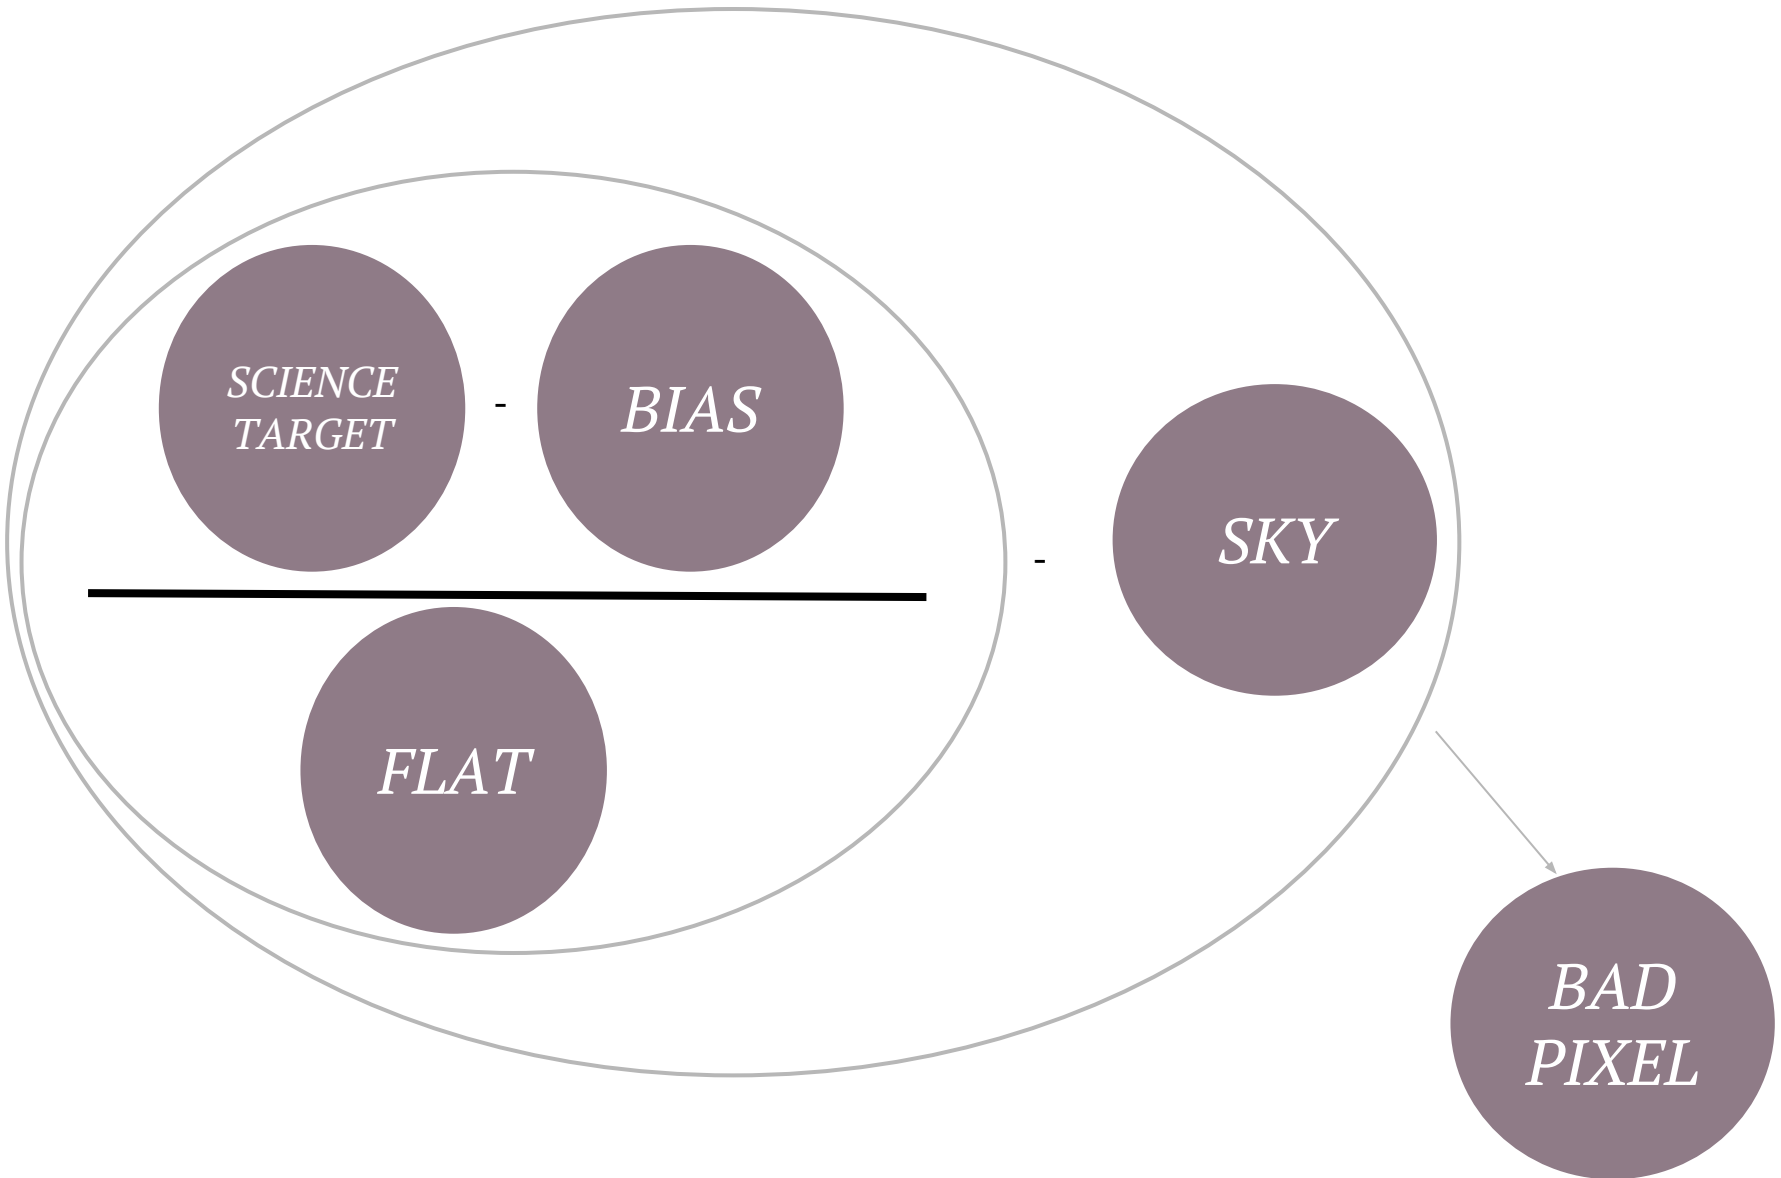 SCIENCE
TARGET
-
BIAS
FLAT
-
SKY
BAD
PIXEL